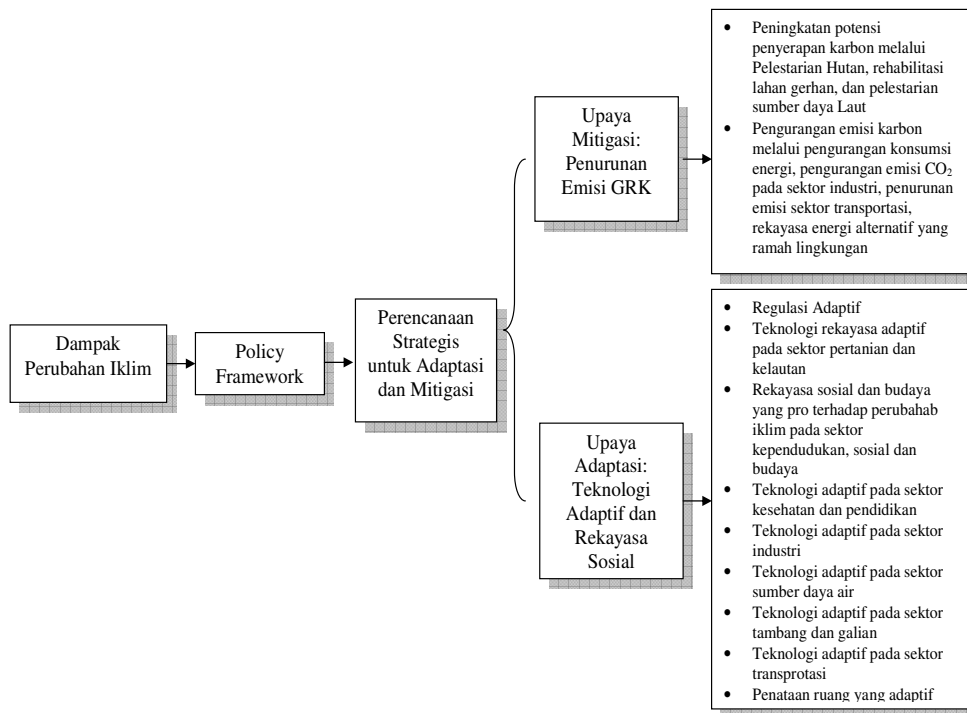 Dampak
Perubahan Iklim
Policy
Framework
Perencanaan
Strategis
untuk Adaptasi
dan Mitigasi
Upaya
Mitigasi:
Penurunan
Emisi GRK
• Peningkatan potensi
penyerapan karbon melalui
Pelestarian Hutan, rehabilitasi
lahan gerhan, dan pelestarian
sumber daya Laut
• Pengurangan emisi karbon
melalui pengurangan konsumsi
energi, pengurangan emisi CO₂
pada sektor industri, penurunan
emisi sektor transportasi,
rekayasa energi alternatif yang
ramah lingkungan
Upaya
Adaptasi:
Teknologi
Adaptif dan
Rekayasa
Sosial
• Regulasi Adaptif
• Teknologi rekayasa adaptif
pada sektor pertanian dan
kelautan
• Rekayasa sosial dan budaya
yang pro terhadap perubahab
iklim pada sektor
kependudukan, sosial dan
budaya
• Teknologi adaptif pada sektor
kesehatan dan pendidikan
• Teknologi adaptif pada sektor
industri
• Teknologi adaptif pada sektor
sumber daya air
• Teknologi adaptif pada sektor
tambang dan galian
• Teknologi adaptif pada sektor
transprotasi
• Penataan ruang yang adaptif